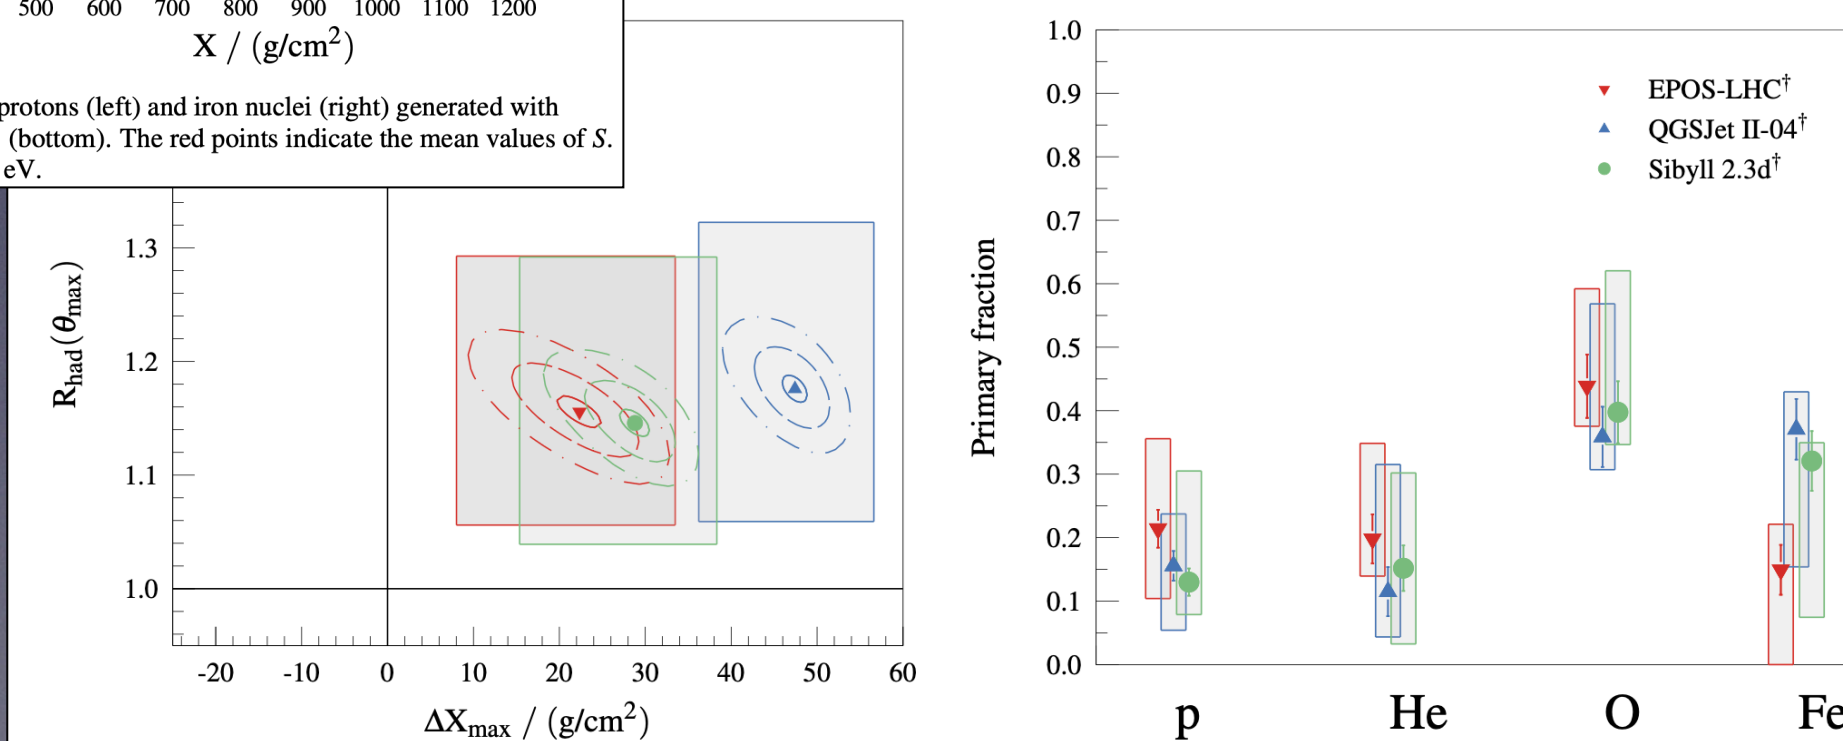 500 600 700 800 900 1000 1100 1200
X / (g/cm²)
protons (left) and iron nuclei (right) generated with
(bottom). The red points indicate the mean values of S.
eV.
1.3
1.2
1.1
1.0
R_had(θ_max)
-20 -10 0 10 20 30 40 50 60
ΔX_max / (g/cm²)
1.0
0.9
0.8
0.7
0.6
0.5
0.4
0.3
0.2
0.1
0.0
Primary fraction
EPOS-LHC†
QGSJet II-04†
Sibyll 2.3d†
p He O Fe